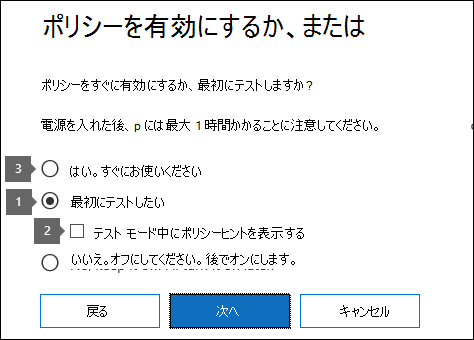 ポリシーを有効にするか、または
ポリシーをすぐに有効にするか、最初にテストしますか?
電源を入れた後、pには最大 1時間かかることに注意してください。
3 はい。すぐにお使いください
1 最初にテストしたい
2 テスト モード中にポリシーヒントを表示する
いいえ。オフにしてください。後でオンにします。
戻る 次へ キャンセル